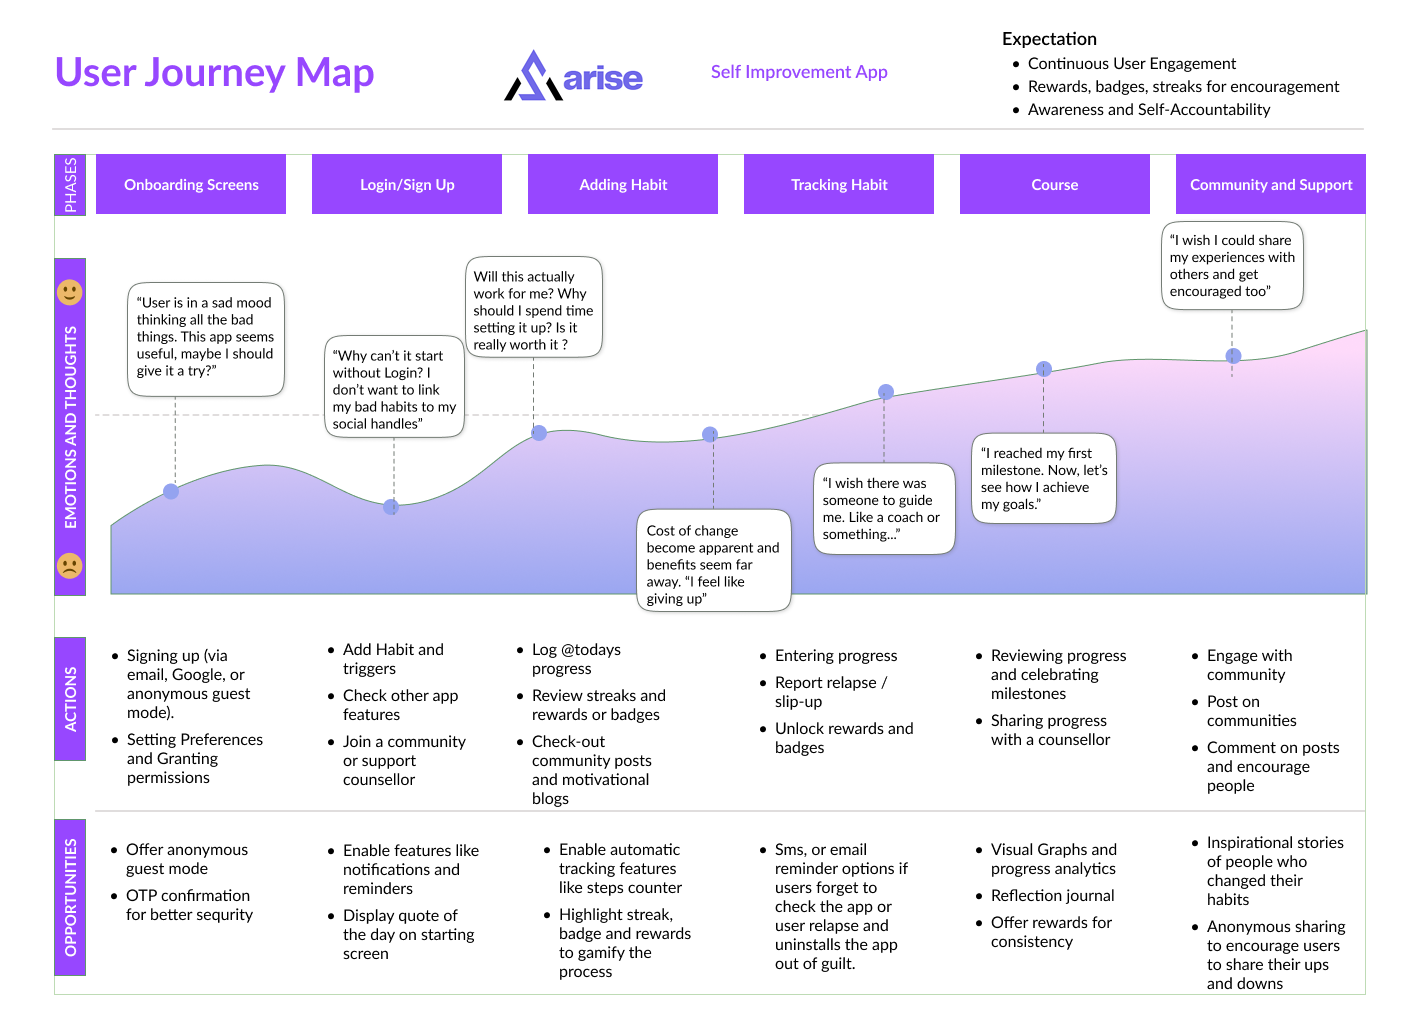 User Journey Map
arise
Self Improvement App
Expectation
• Continuous User Engagement
• Rewards, badges, streaks for encouragement
• Awareness and Self-Accountability
PHASES
Onboarding Screens
Login/Sign Up
Adding Habit
Tracking Habit
Course
Community and Support
EMOTIONS AND THOUGHTS
“User is in a sad mood
thinking all the bad
things. This app seems
useful, maybe I should
give it a try?”
“Why can’t it start
without Login? I
don’t want to link
my bad habits to my
social handles”
Will this actually
work for me? Why
should I spend time
setting it up? Is it
really worth it ?
Cost of change
become apparent and
benefits seem far
away. “I feel like
giving up”
“I wish there was
someone to guide
me. Like a coach or
something...”
“I reached my first
milestone. Now, let’s
see how I achieve
my goals.”
“I wish I could share
my experiences with
others and get
encouraged too”
ACTIONS
• Signing up (via
email, Google, or
anonymous guest
mode).
• Setting Preferences
and Granting
permissions
• Add Habit and
triggers
• Check other app
features
• Join a community
or support
counsellor
• Log @todays
progress
• Review streaks and
rewards or badges
• Check-out
community posts
and motivational
blogs
• Entering progress
• Report relapse /
slip-up
• Unlock rewards and
badges
• Reviewing progress
and celebrating
milestones
• Sharing progress
with a counsellor
• Engage with
community
• Post on
communities
• Comment on posts
and encourage
people
OPPORTUNITIES
• Offer anonymous
guest mode
• OTP confirmation
for better sequrity
• Enable features like
notifications and
reminders
• Display quote of
the day on starting
screen
• Enable automatic
tracking features
like steps counter
• Highlight streak,
badge and rewards
to gamify the
process
• Sms, or email
reminder options if
users forget to
check the app or
user relapse and
uninstalls the app
out of guilt.
• Visual Graphs and
progress analytics
• Reflection journal
• Offer rewards for
consistency
• Inspirational stories
of people who
changed their
habits
• Anonymous sharing
to encourage users
to share their ups
and downs